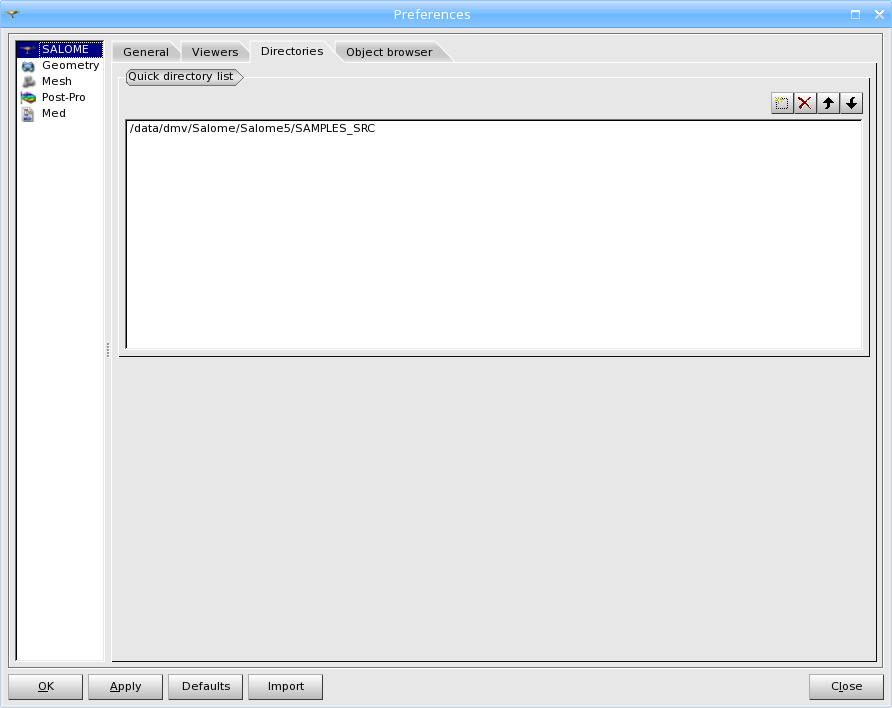 Preferences
SALOME
Geometry
Mesh
Post-Pro
Med
General
Viewers
Directories
Object browser
Quick directory list
/data/dmv/Salome/Salome5/SAMPLES_SRC
OK
Apply
Defaults
Import
Close